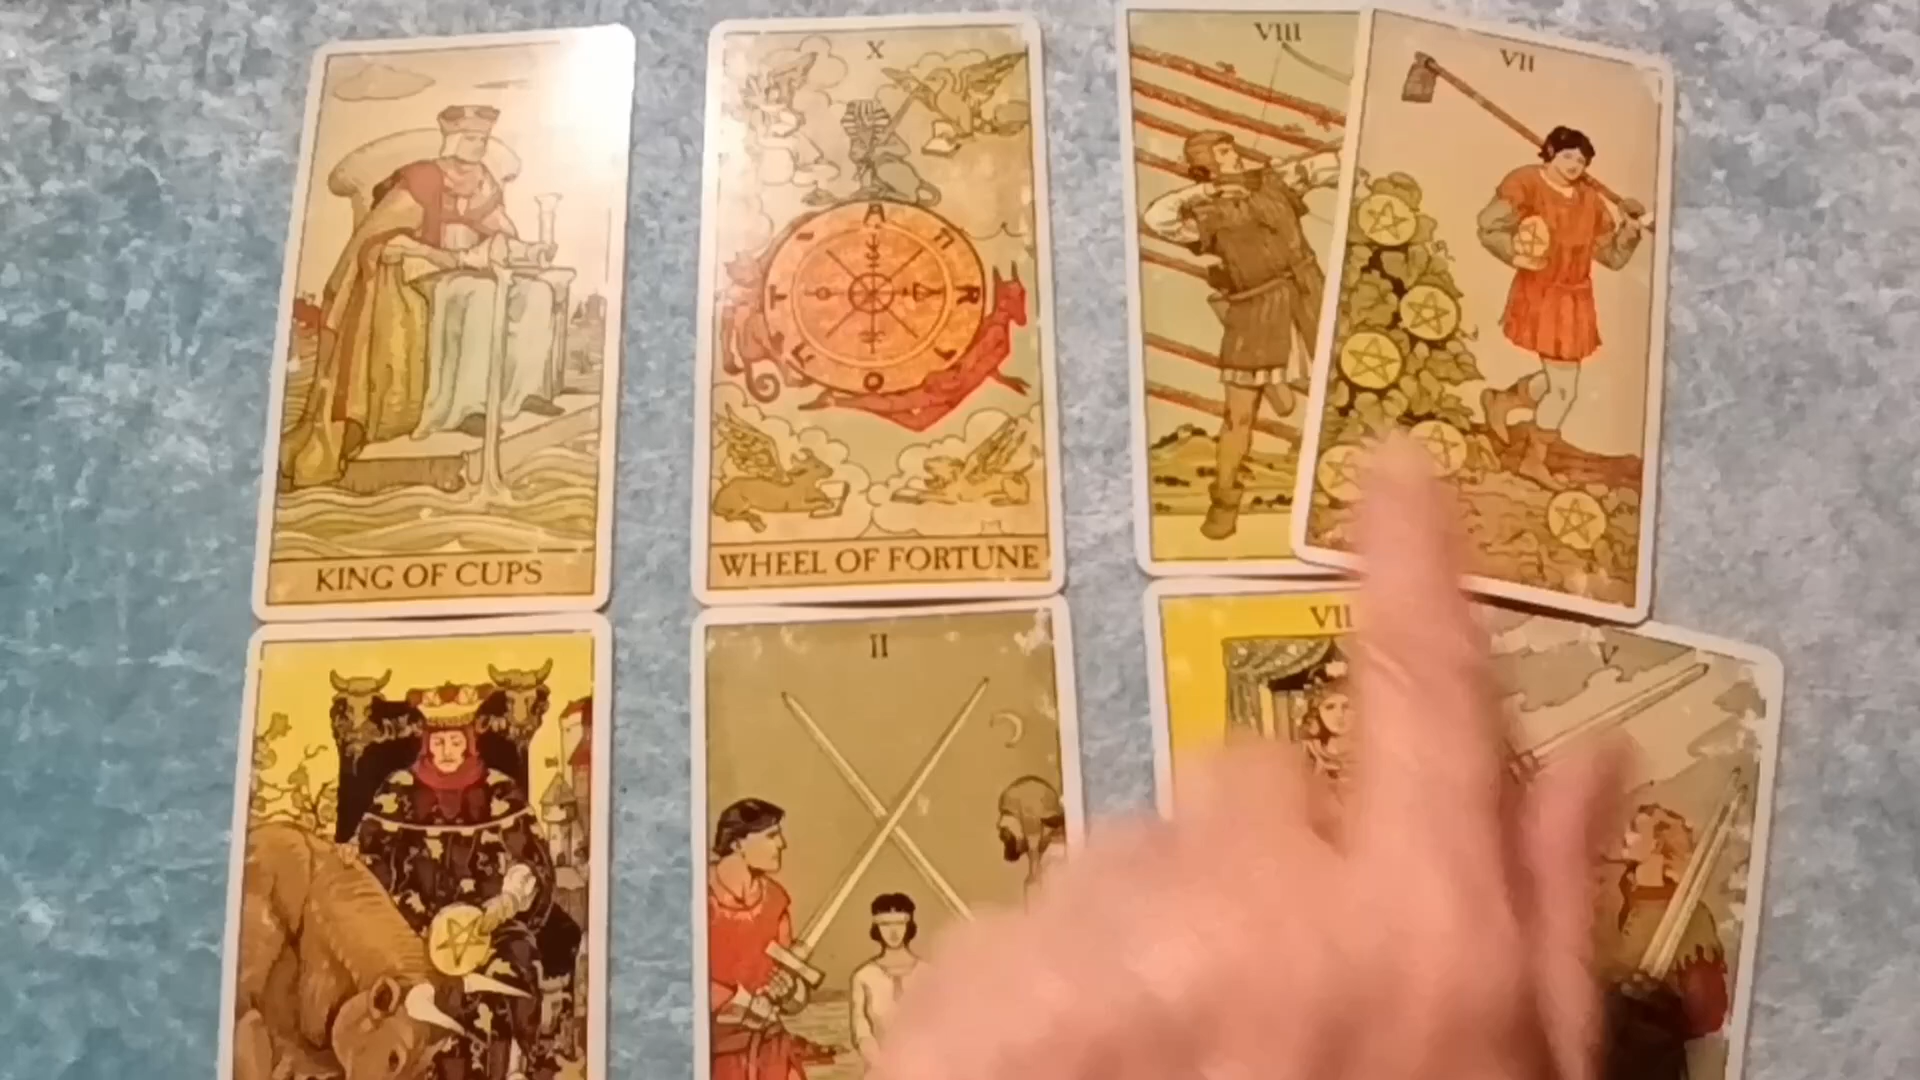 X
VIII
VII
KING OF CUPS
WHEEL OF FORTUNE
II
VII
V